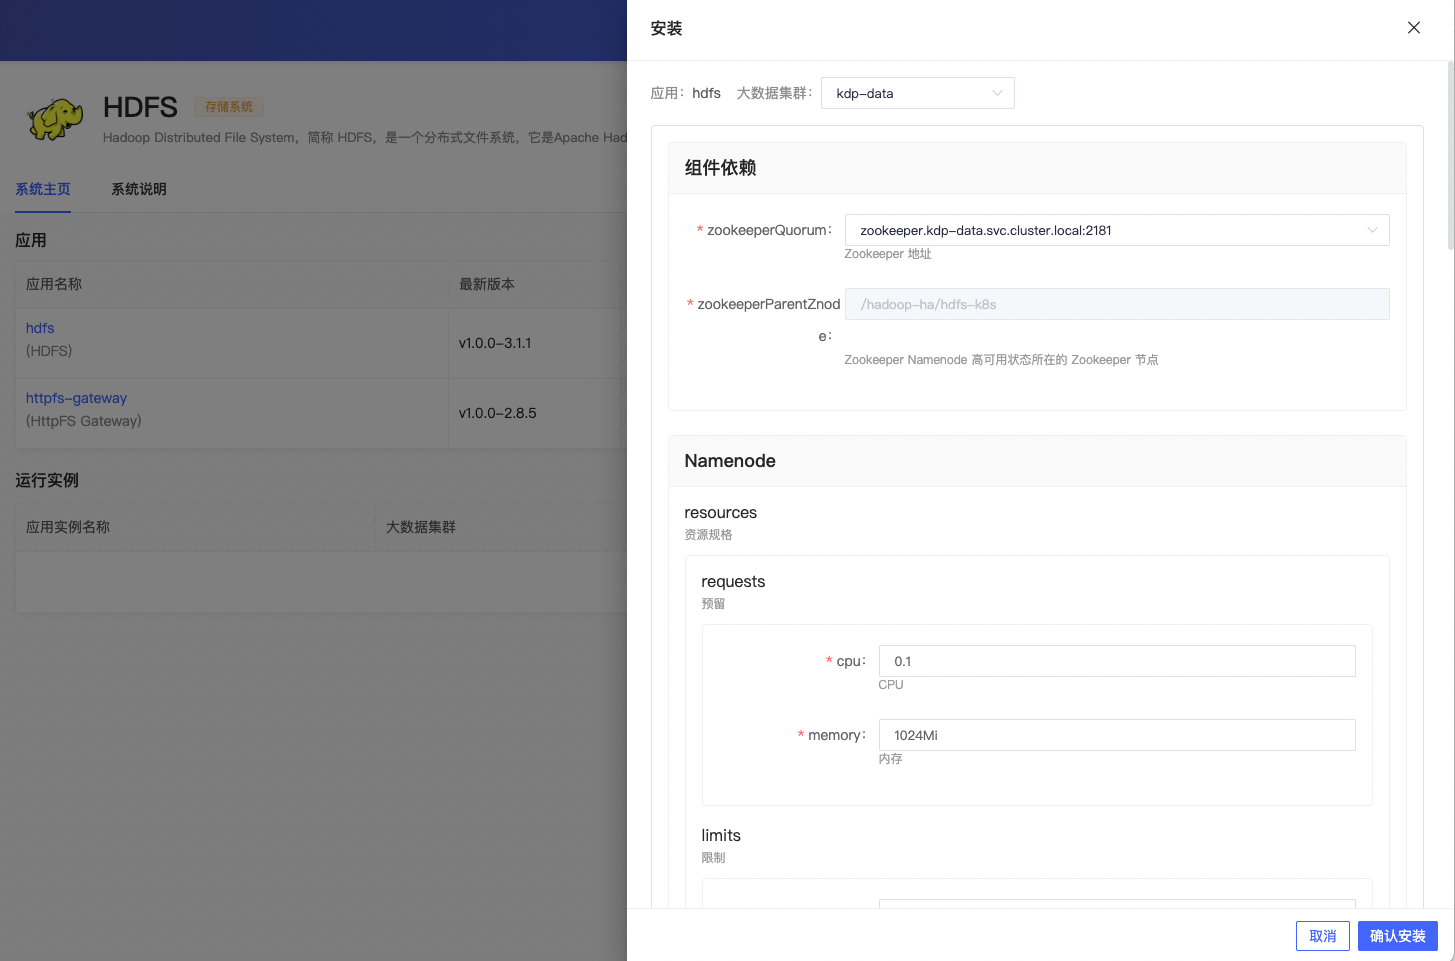 HDFS 存储系统
Hadoop Distributed File System，简称 HDFS，是一个分布式文件系统，它是Apache Had
系统主页 系统说明
应用
应用名称 最新版本
hdfs
(HDFS)
v1.0.0-3.1.1
httpfs-gateway
(HttpFS Gateway)
v1.0.0-2.8.5
运行实例
应用实例名称 大数据集群
安装
应用：hdfs 大数据集群： kdp-data
组件依赖
* zookeeperQuorum： zookeeper.kdp-data.svc.cluster.local:2181
Zookeeper 地址
* zookeeperParentZnod /hadoop-ha/hdfs-k8s
e：
Zookeeper Namenode 高可用状态所在的 Zookeeper 节点
Namenode
resources
资源规格
requests
预留
* cpu： 0.1
CPU
* memory： 1024Mi
内存
limits
限制
取消 确认安装